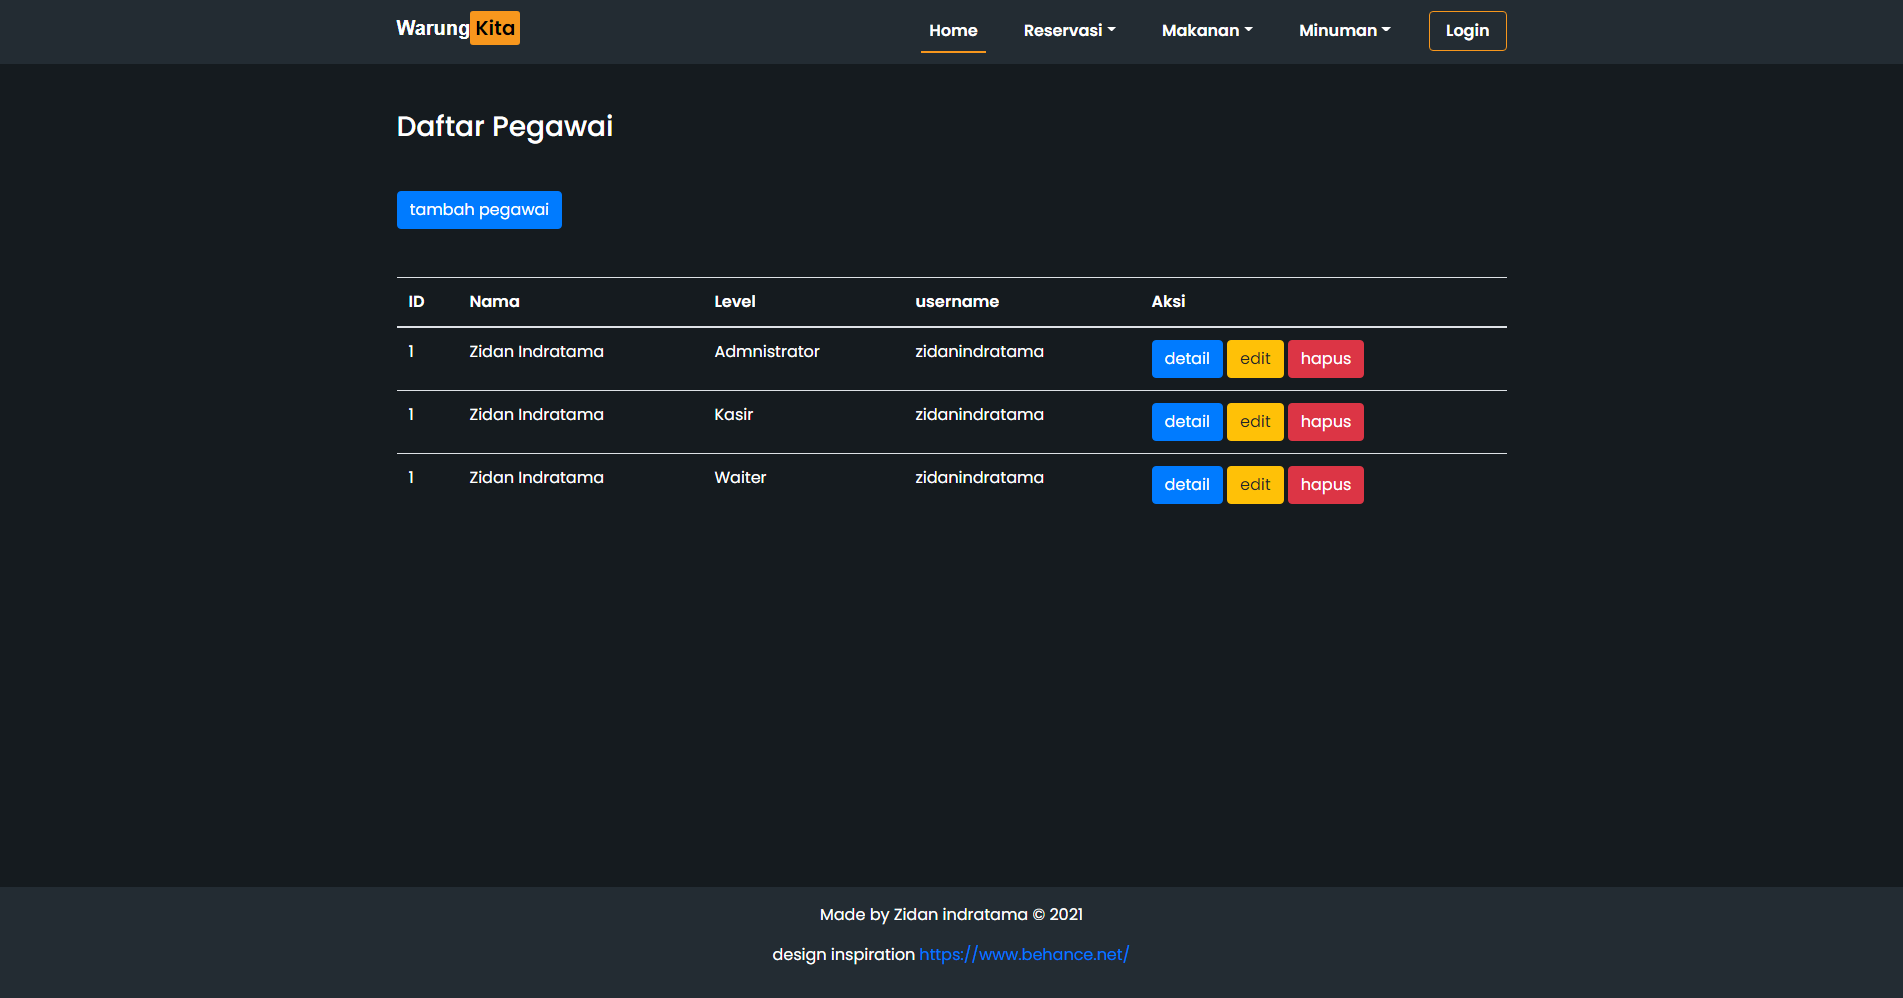 WarungKita Home Reservasi Makanan Minuman Login
Daftar Pegawai
tambah pegawai
ID Nama Level username Aksi
1 Zidan Indratama Admnistrator zidanindratama detail edit hapus
1 Zidan Indratama Kasir zidanindratama detail edit hapus
1 Zidan Indratama Waiter zidanindratama detail edit hapus
Made by Zidan indratama © 2021
design inspiration https://www.behance.net/